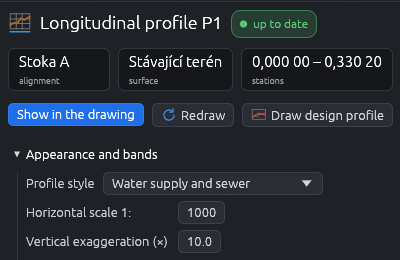 Longitudinal profile P1
up to date
Stoka A
alignment
Stávající terén
surface
0,000 00 – 0,330 20
stations
Show in the drawing
Redraw
Draw design profile
Appearance and bands
Profile style
Water supply and sewer
Horizontal scale 1:
1000
Vertical exaggeration (×)
10.0